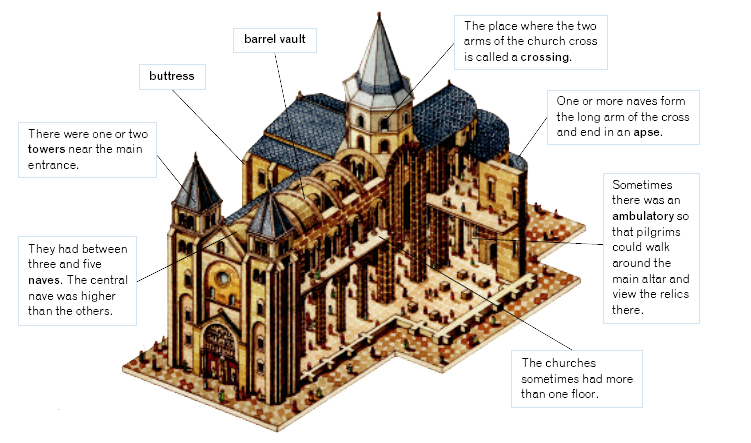 The place where the two
arms of the church cross
is called a crossing.
barrel vault
buttress
One or more naves form
the long arm of the cross
and end in an apse.
There were one or two
towers near the main
entrance.
Sometimes
there was an
ambulatory so
that pilgrims
could walk
around the
main altar and
view the relics
there.
They had between
three and five
naves. The central
nave was higher
than the others.
The churches
sometimes had more
than one floor.